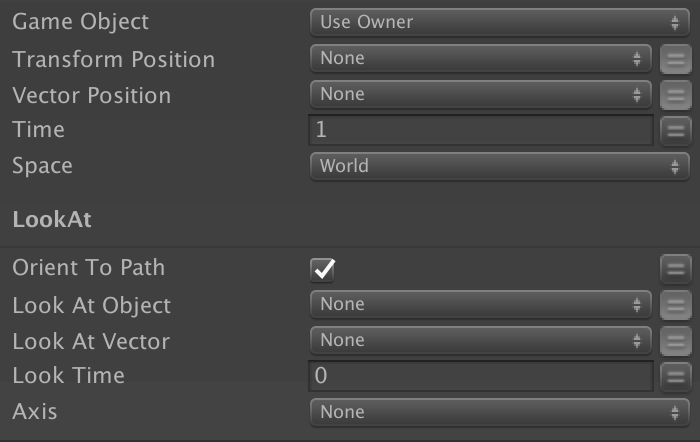 Game Object Use Owner
Transform Position None
Vector Position None
Time 1
Space World
LookAt
Orient To Path
Look At Object None
Look At Vector None
Look Time 0
Axis None